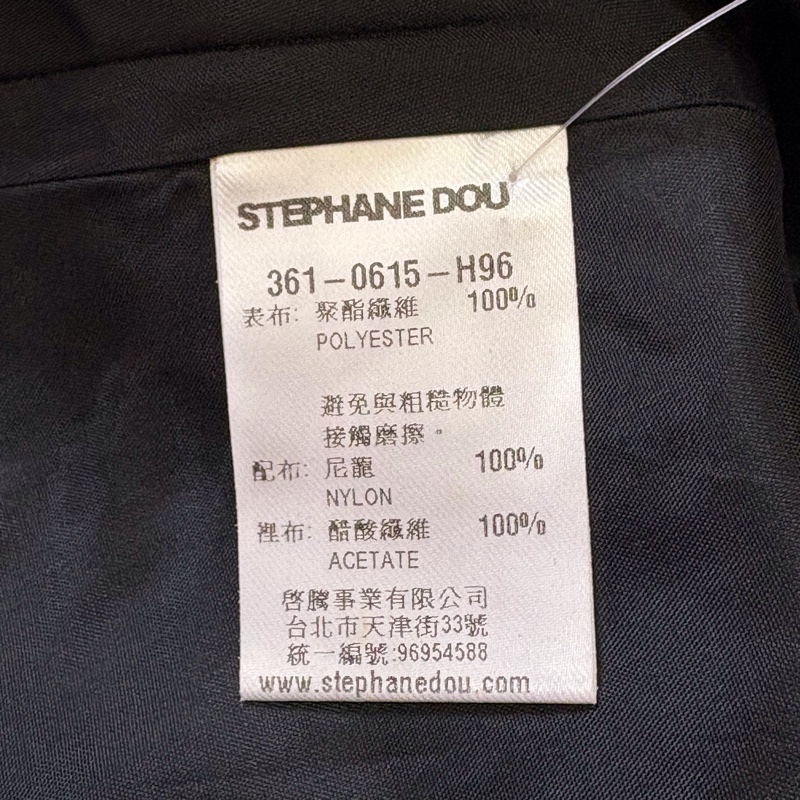 STEPHANE DOU
361-0615-H96
表布: 聚酯纖維 100%
POLYESTER
避免與粗糙物體
接觸磨擦。
配布: 尼龍 100%
NYLON
裡布: 醋酸纖維 100%
ACETATE
啓騰事業有限公司
台北市天津街33號
統一編號:96954588
www.stephanedou.com